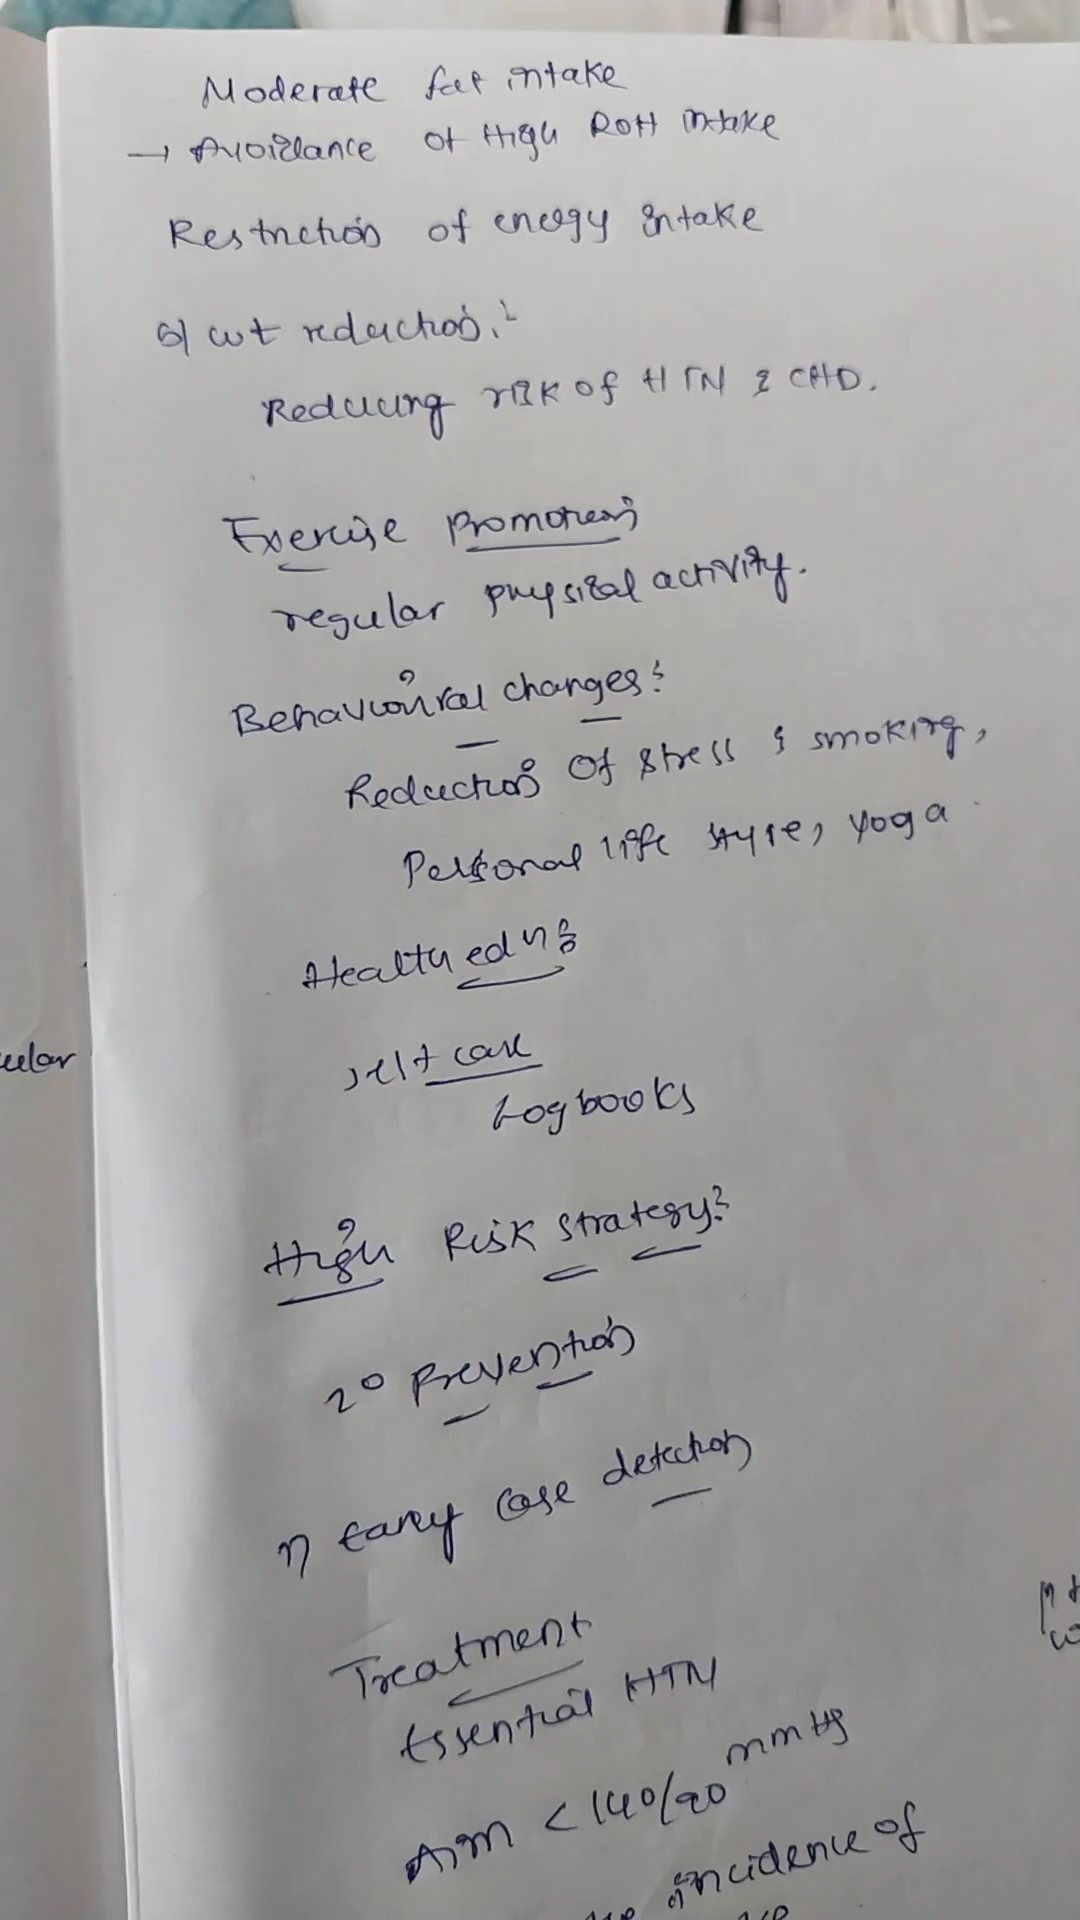 Moderate fat intake
→ Avoidance of High ROH intake
Restriction of energy intake
b) wt reduction:
Reducing risk of HTN & CHD.
Exercise Promotion
regular physical activity.
Behavioural changes:
Reduction of stress & smoking,
Personal life style, yoga
Health edn:
self care
Log books
High Risk Strategy:
2° Prevention
1) Early case detection
Treatment
Essential HTN
Aim <140/90 mmHg
incidence of
ular